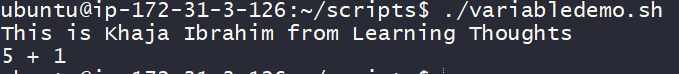 ubuntu@ip-172-31-3-126:~/scripts$ ./variabledemo.sh
This is Khaja Ibrahim from Learning Thoughts
5 + 1